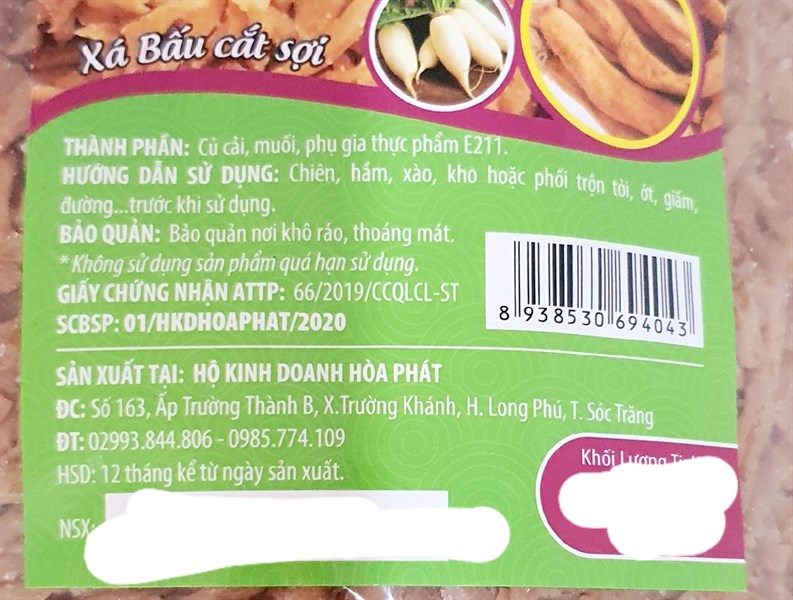 Xá Bấu cắt sợi
THÀNH PHẦN: Củ cải, muối, phụ gia thực phẩm E211.
HƯỚNG DẪN SỬ DỤNG: Chiên, hầm, xào, kho hoặc phối trộn tỏi, ớt, giấm,
đường...trước khi sử dụng.
BẢO QUẢN: Bảo quản nơi khô ráo, thoáng mát.
* Không sử dụng sản phẩm quá hạn sử dụng.
GIẤY CHỨNG NHẬN ATTP: 66/2019/CCQLCL-ST
SCBSP: 01/HKDHOAPHAT/2020
8 938530 694043
SẢN XUẤT TẠI: HỘ KINH DOANH HÒA PHÁT
ĐC: Số 163, Ấp Trường Thành B, X.Trường Khánh, H. Long Phú, T. Sóc Trăng
ĐT: 02993.844.806 - 0985.774.109
HSD: 12 tháng kể từ ngày sản xuất.
Khối Lượng
NSX: